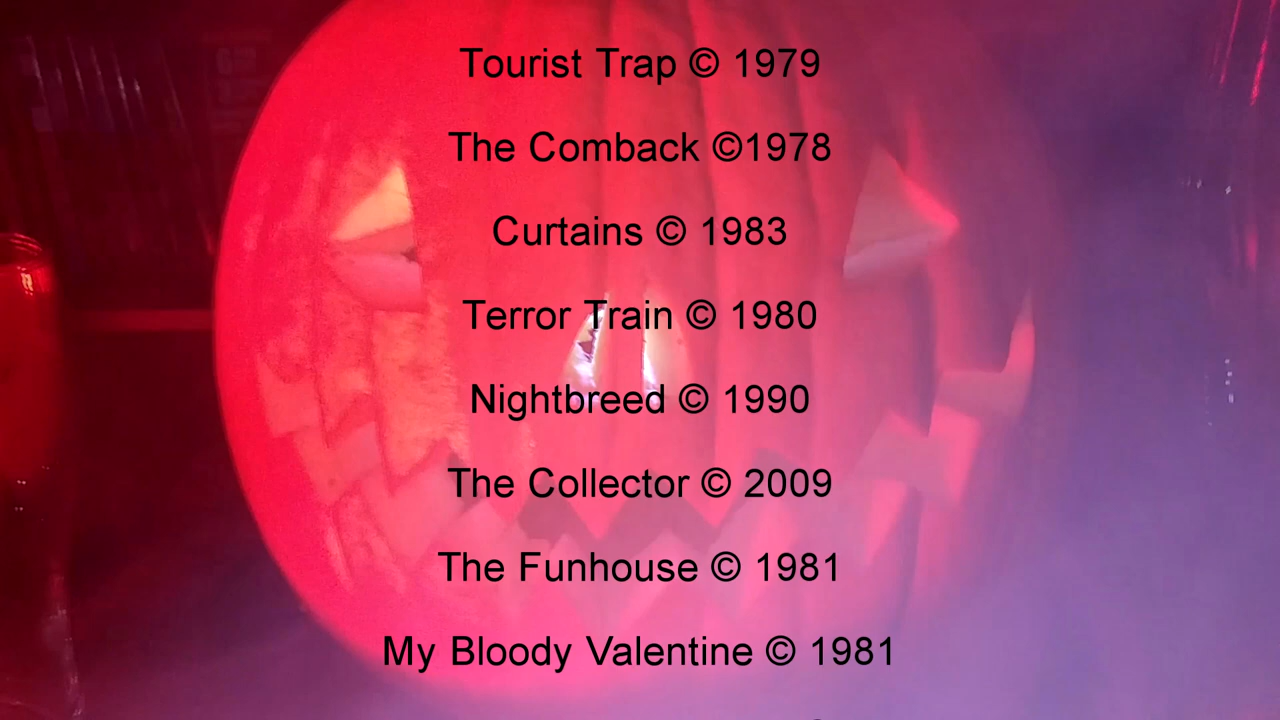 Tourist Trap © 1979
The Comback ©1978
Curtains © 1983
Terror Train © 1980
Nightbreed © 1990
The Collector © 2009
The Funhouse © 1981
My Bloody Valentine © 1981